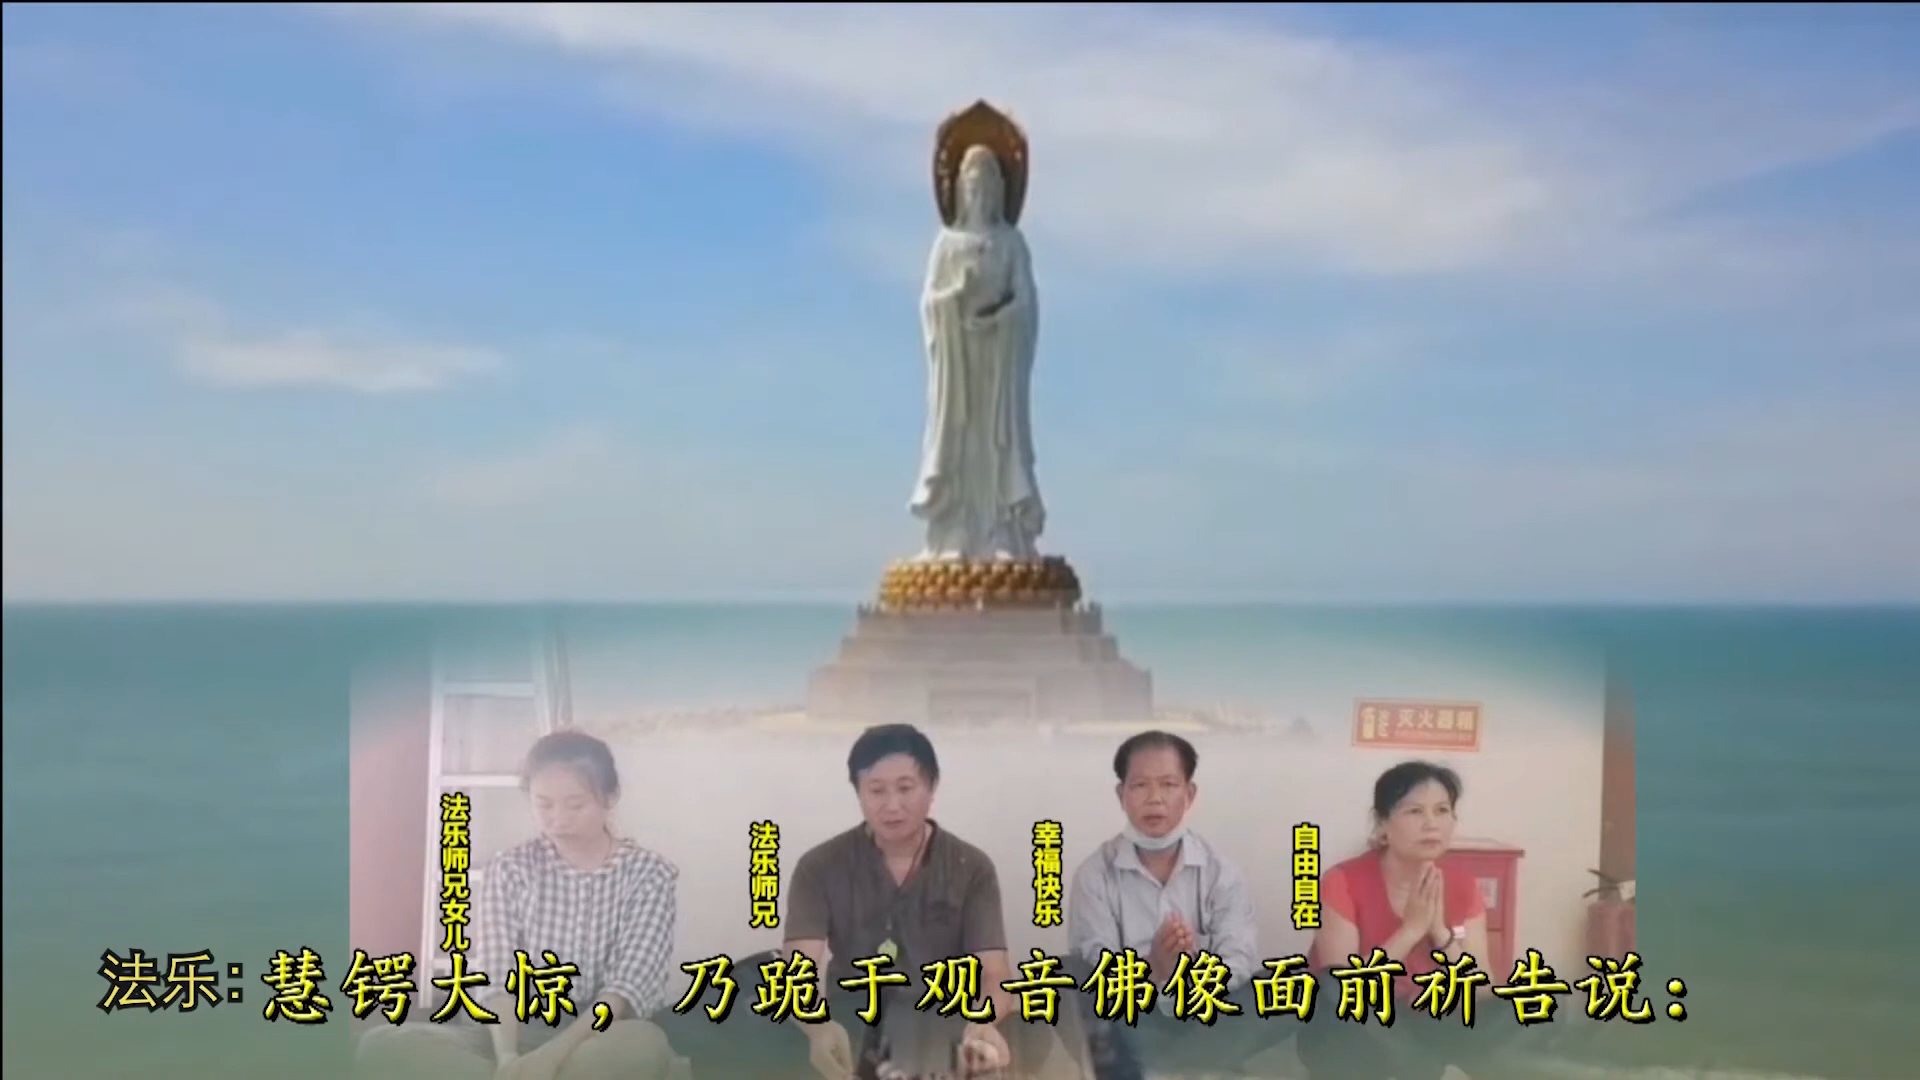 灭火器箱
法乐师兄女儿
法乐师兄
幸福快乐
自由自在
法乐：慧锷大惊，乃跪于观音佛像面前祈告说：